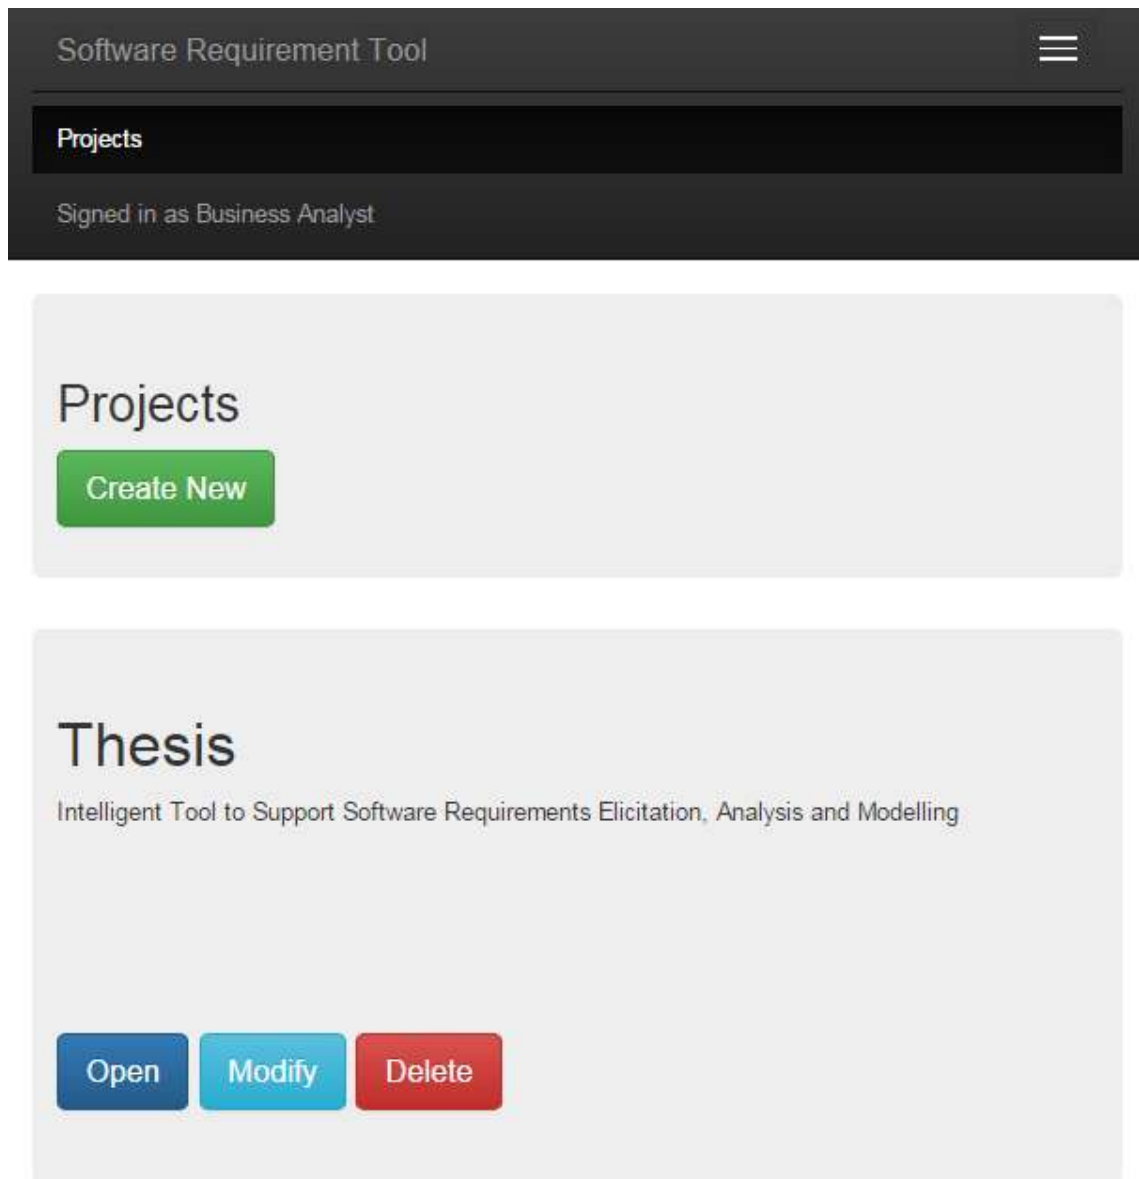 Software Requirement Tool
Projects
Signed in as Business Analyst
Projects
Create New
Thesis
Intelligent Tool to Support Software Requirements Elicitation, Analysis and Modelling
Open Modify Delete